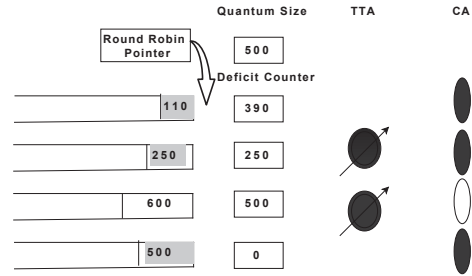 Quantum Size TTA CA
Round Robin
Pointer
500
Deficit Counter
110 390
250 250
600 500
500 0